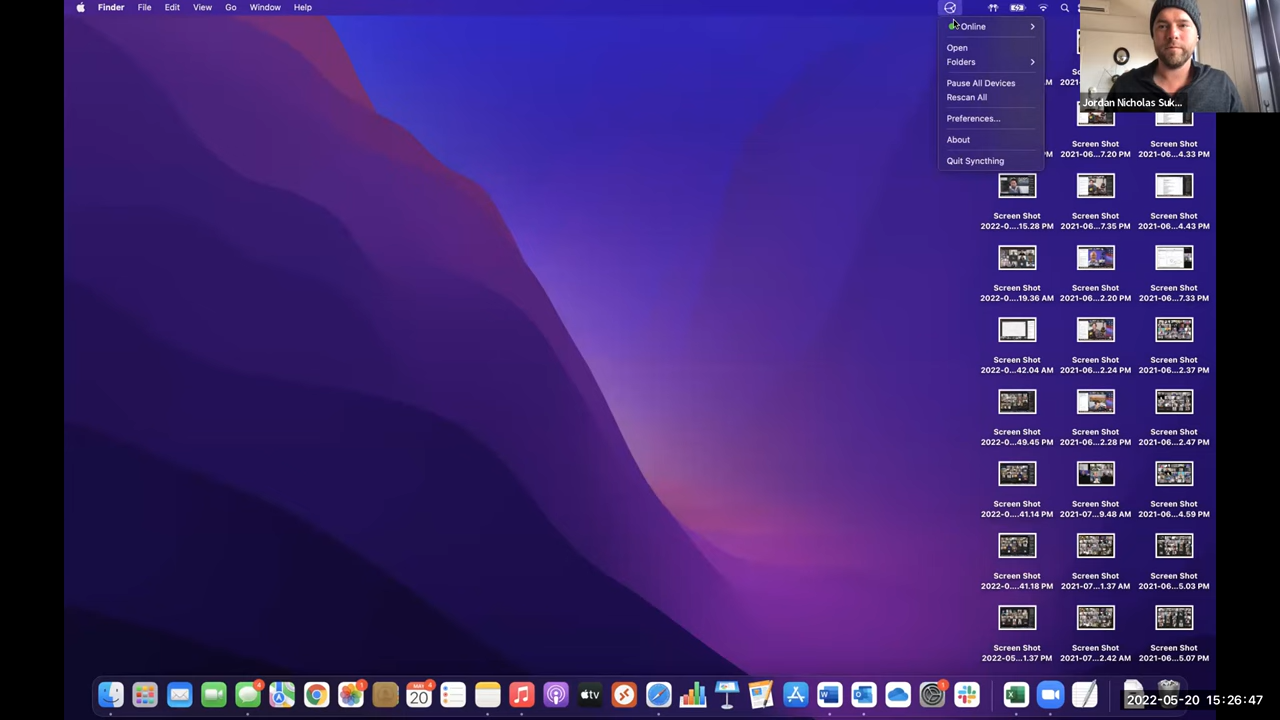 Finder File Edit View Go Window Help
Online
Open
Folders
Pause All Devices
Rescan All
Preferences...
About
Quit Syncthing
Jordan Nicholas Suk...
Screen Shot
2021-06...7.20 PM
Screen Shot
2021-06...4.33 PM
Screen Shot
2022-0....15.28 PM
Screen Shot
2021-06...7.35 PM
Screen Shot
2021-06...4.43 PM
Screen Shot
2022-0...19.36 AM
Screen Shot
2021-06...2.20 PM
Screen Shot
2021-06...7.33 PM
Screen Shot
2022-0...42.04 AM
Screen Shot
2021-06...2.24 PM
Screen Shot
2021-06...2.37 PM
Screen Shot
2022-0...49.45 PM
Screen Shot
2021-06...2.28 PM
Screen Shot
2021-06...2.47 PM
Screen Shot
2022-0....41.14 PM
Screen Shot
2021-07...9.48 AM
Screen Shot
2021-06...4.59 PM
Screen Shot
2022-0....41.18 PM
Screen Shot
2021-07...1.37 AM
Screen Shot
2021-06...5.03 PM
Screen Shot
2022-05...1.37 PM
Screen Shot
2021-07...2.42 AM
Screen Shot
2021-06...5.07 PM
20
tv
2022-05-20 15:26:47